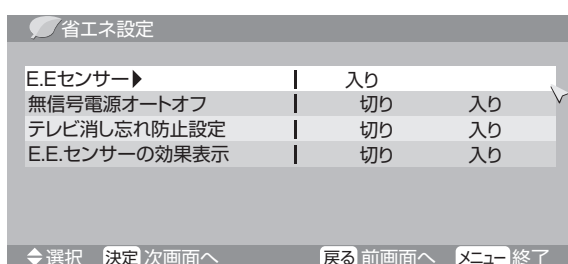 省エネ設定
E.Eセンサー▶ 入り
無信号電源オートオフ 切り 入り
テレビ消し忘れ防止設定 切り 入り
E.E.センサーの効果表示 切り 入り
選択 決定 次画面へ 戻る 前画面へ メニュー 終了